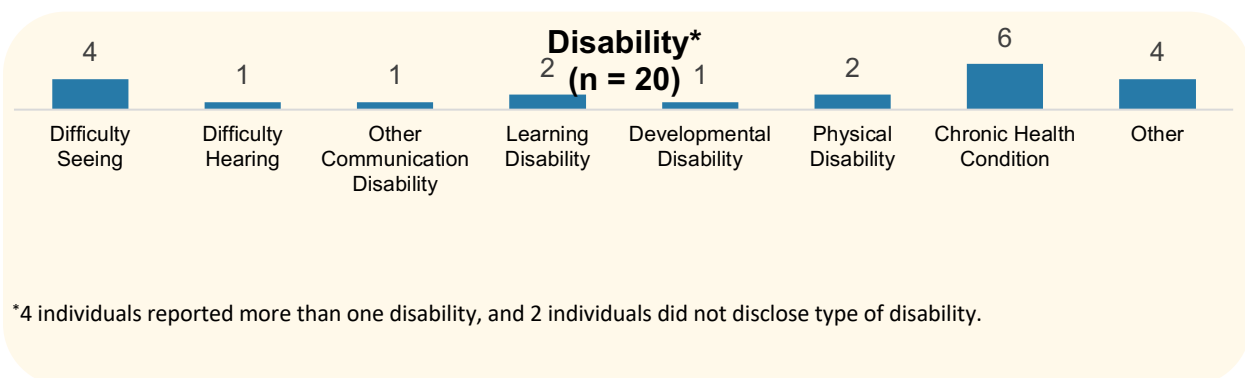 Disability*
(n = 20)
4
1
1
2
1
2
6
4
Difficulty
Seeing
Difficulty
Hearing
Other
Communication
Disability
Learning
Disability
Developmental
Disability
Physical
Disability
Chronic Health
Condition
Other
*4 individuals reported more than one disability, and 2 individuals did not disclose type of disability.